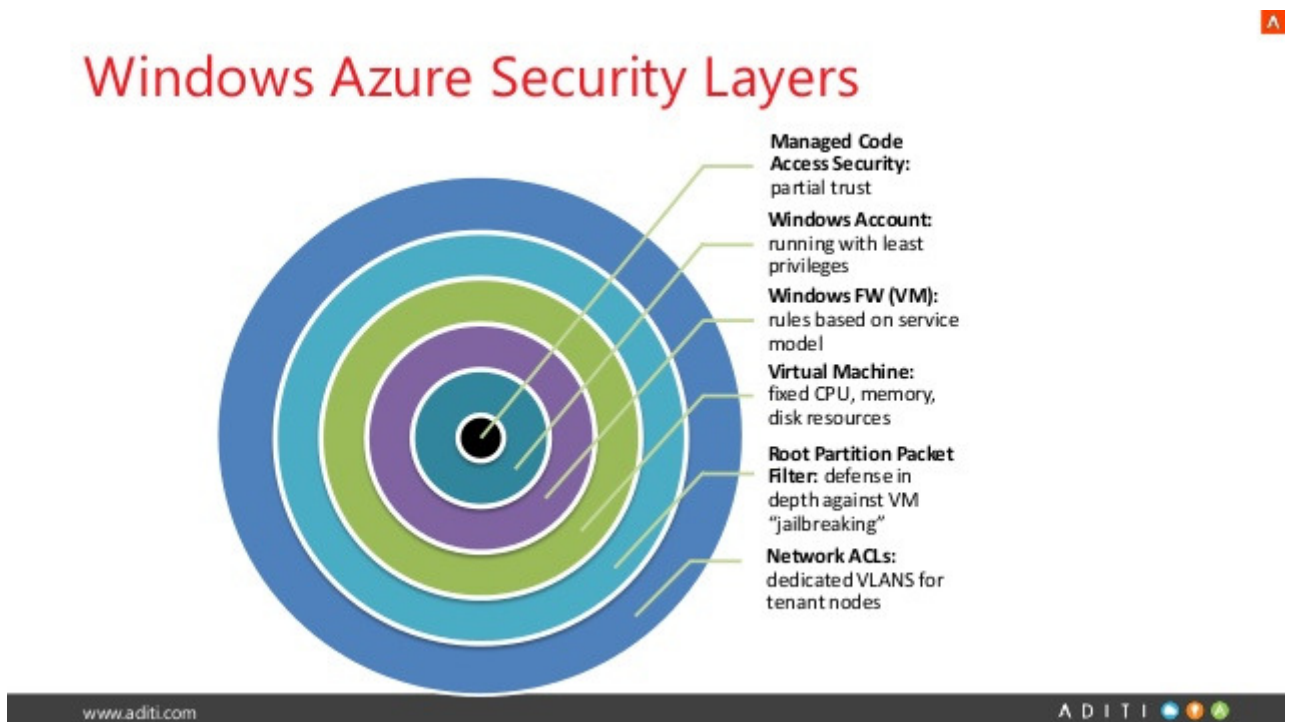 Windows Azure Security Layers
Managed Code
Access Security:
partial trust
Windows Account:
running with least
privileges
Windows FW (VM):
rules based on service
model
Virtual Machine:
fixed CPU, memory,
disk resources
Root Partition Packet
Filter: defense in
depth against VM
“jailbreaking”
Network ACLs:
dedicated VLANS for
tenant nodes
www.aditi.com
ADITI